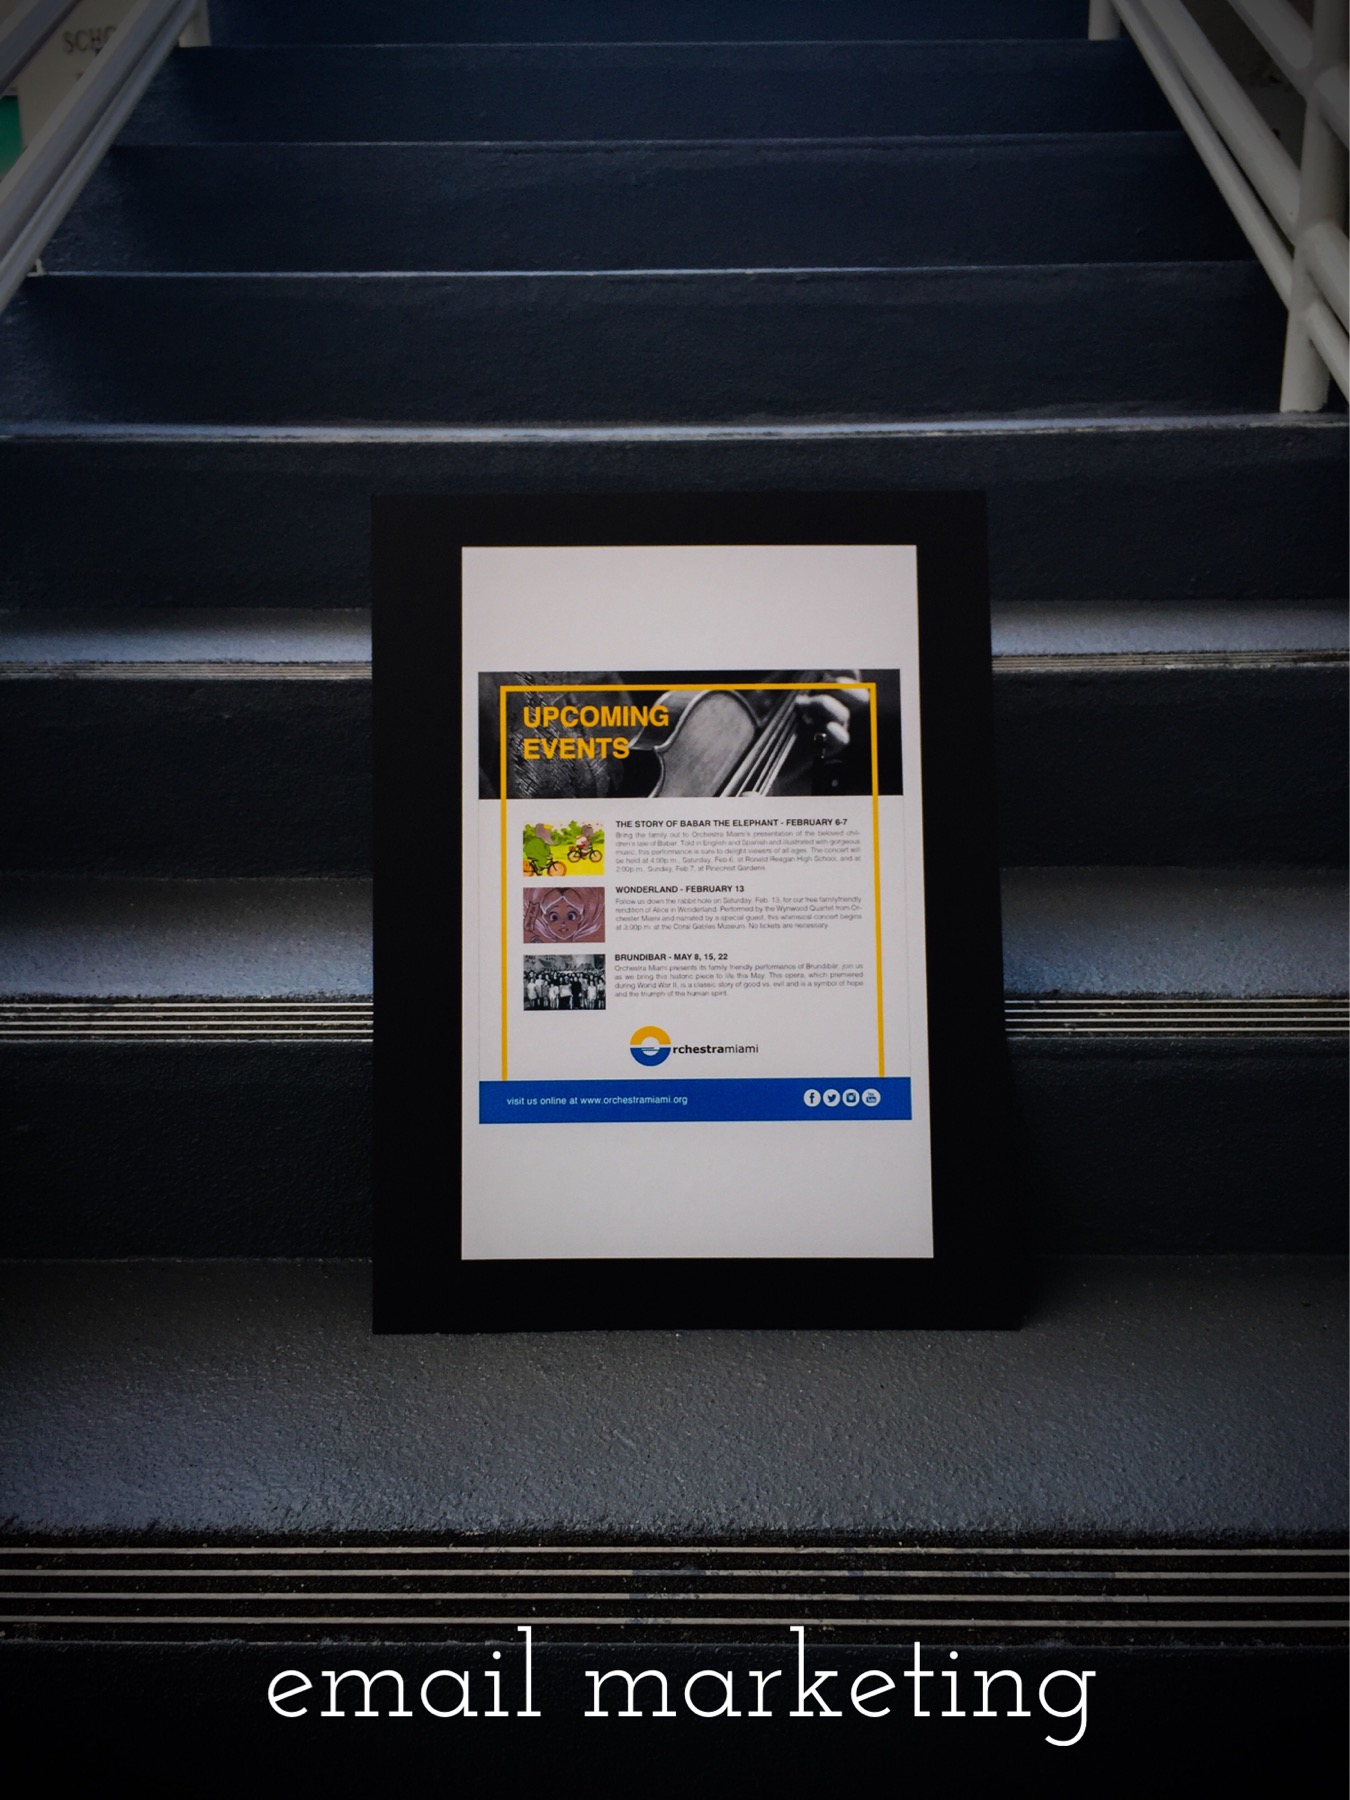 SCHO
UPCOMING
EVENTS
THE STORY OF BABAR THE ELEPHANT - FEBRUARY 6-7
Bring the family out to Orchestra Miami's presentation of the beloved chil-
dren's tale of Babar. Told in English and Spanish and illustrated with gorgeous
music, this performance is sure to delight viewers of all ages. The concert will
be held at 4:00p.m., Saturday, Feb 6, at Ronald Reagan High School, and at
2:00p.m., Sunday, Feb 7, at Pinecrest Gardens.
WONDERLAND - FEBRUARY 13
Follow us down the rabbit hole on Saturday, Feb. 13, for our free familyfriendly
rendition of Alice in Wonderland. Performed by the Wynwood Quartet from Or-
chester Miami and narrated by a special guest, this whimsical concert begins
at 3:00p.m. at the Coral Gables Museum. No tickets are necessary.
BRUNDIBÁR - MAY 8, 15, 22
Orchestra Miami presents its family friendly performance of Brundibár, join us
as we bring this historic piece to life this May. This opera, which premiered
during World War II, is a classic story of good vs. evil and is a symbol of hope
and the triumph of the human spirit.
Orchestramiami
visit us online at www.orchestramiami.org
email marketing